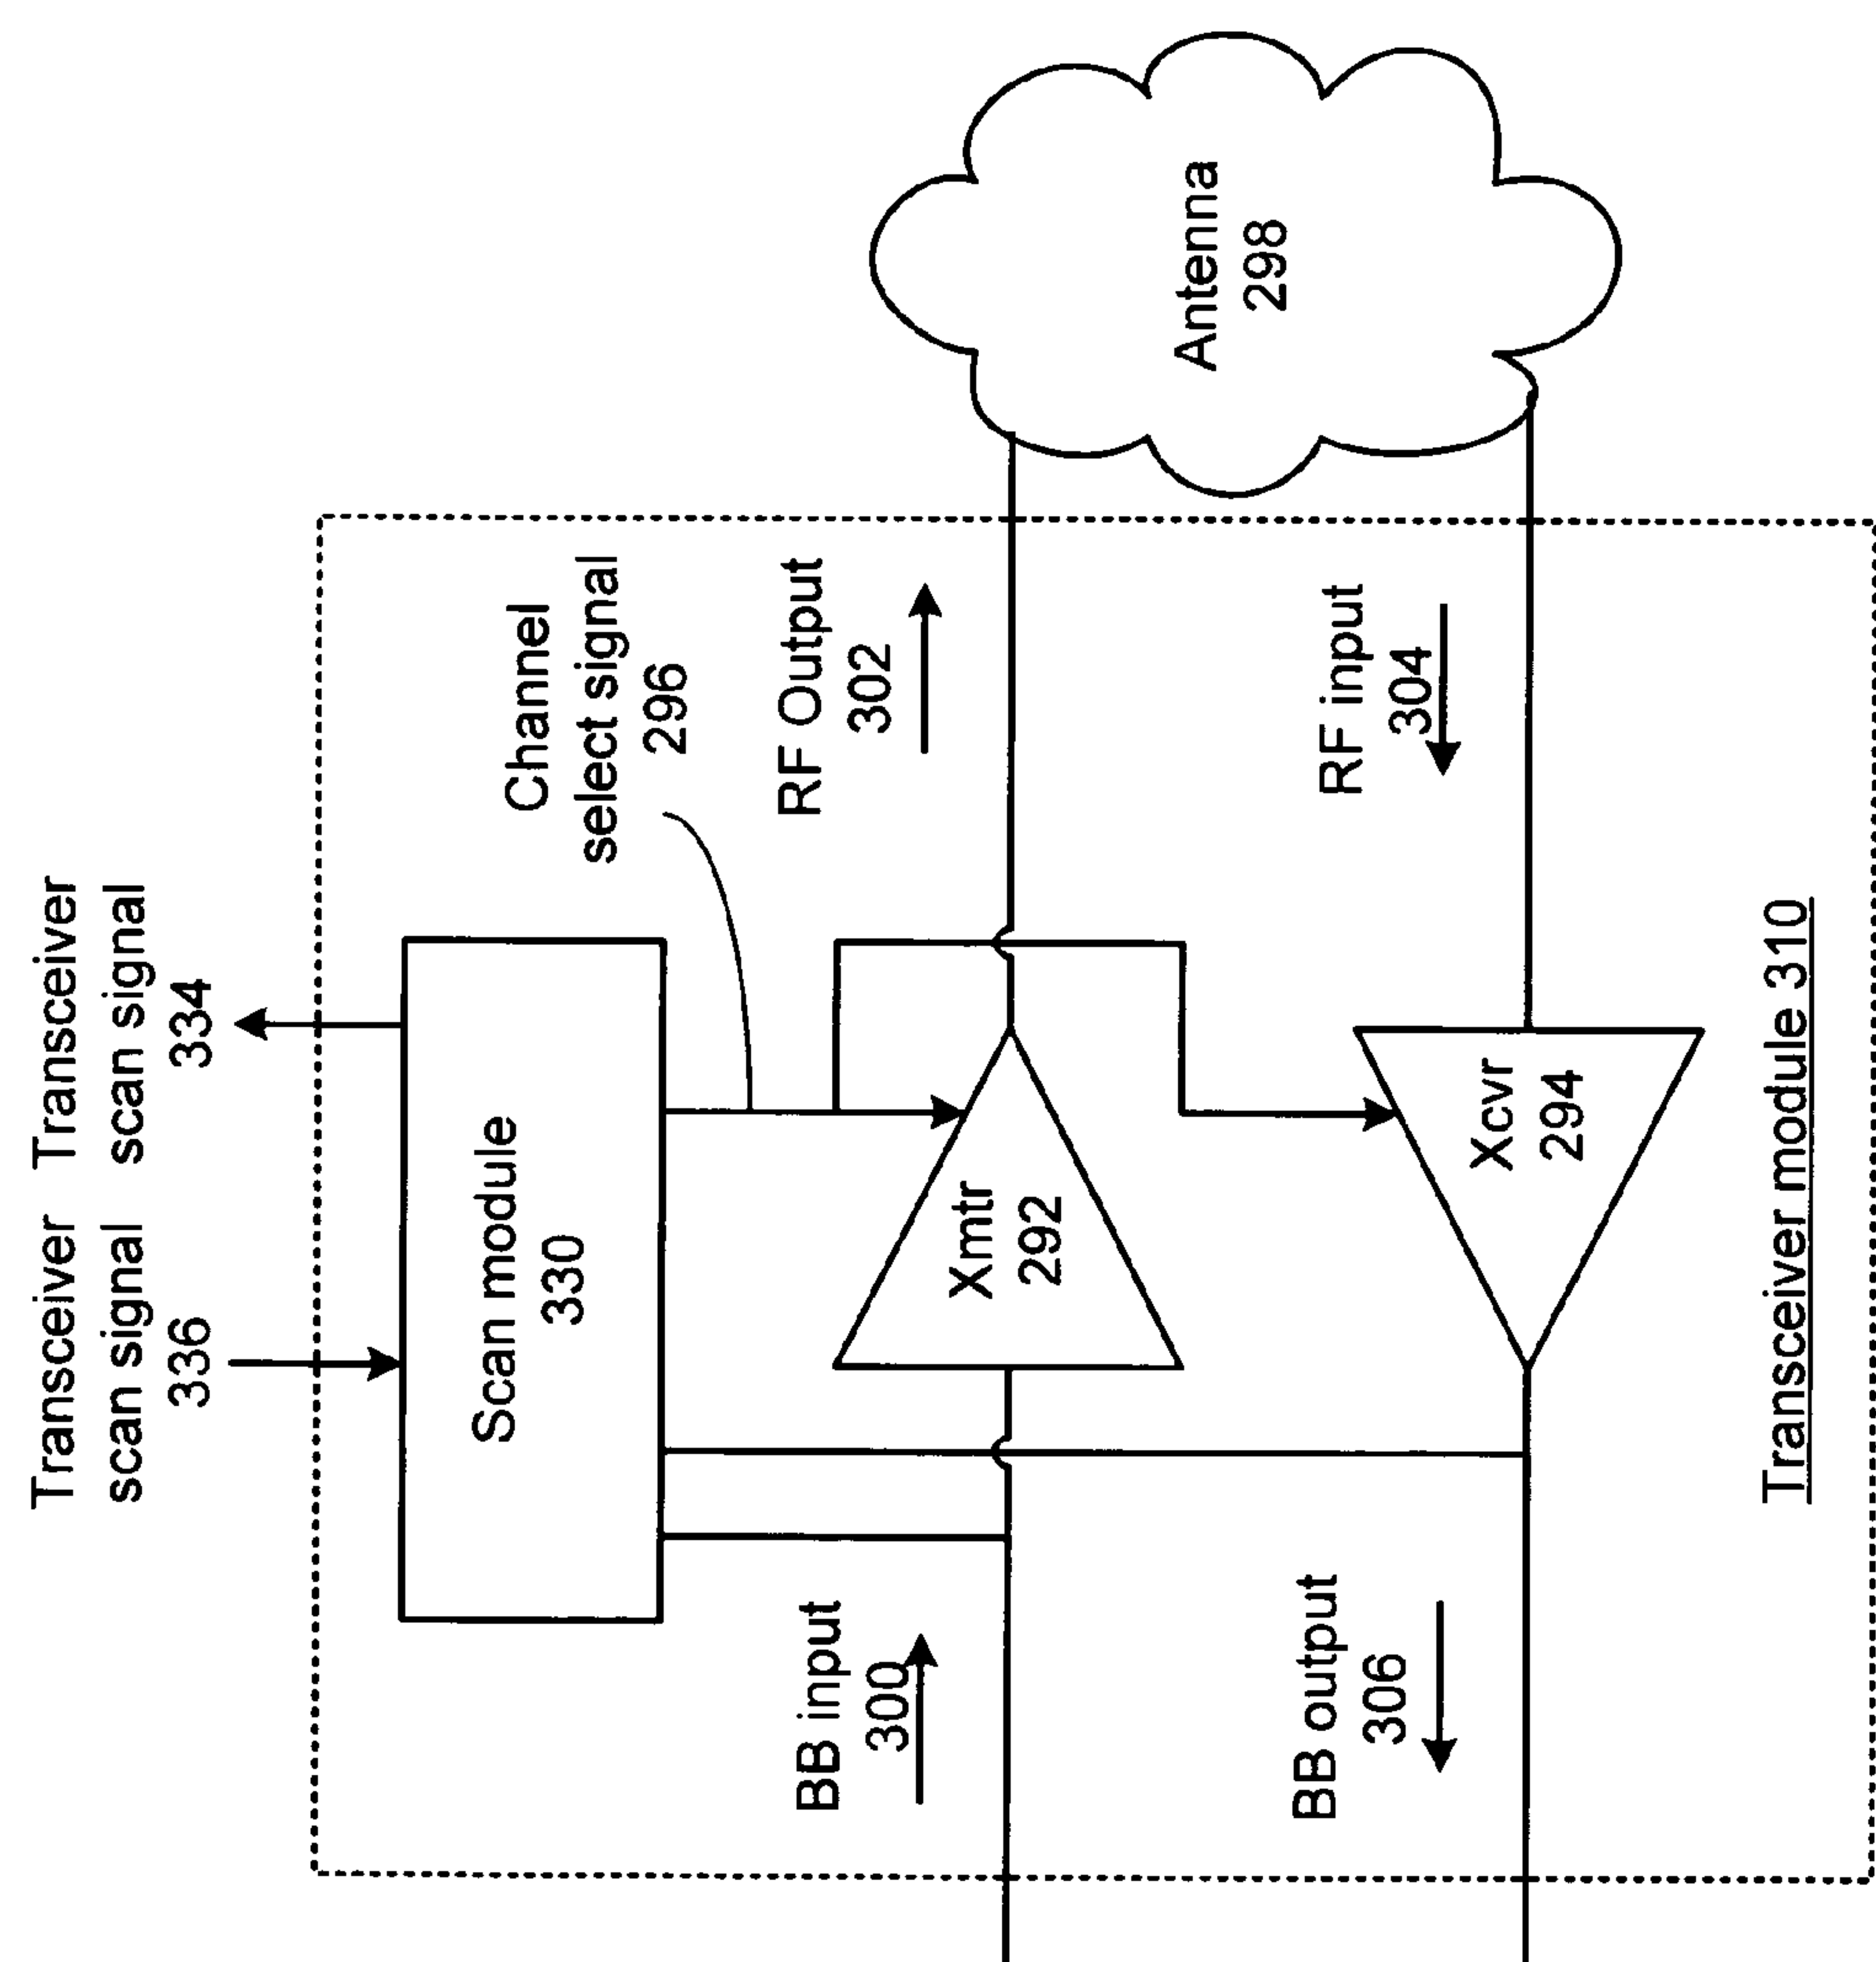 Transceiver
scan signal
336
Transceiver
scan signal
334
Scan module
330
Channel
select signal
296
BB input
300
RF Output
302
Xmtr
292
Antenna
298
BB output
306
RF input
304
Xcvr
294
Transceiver module 310